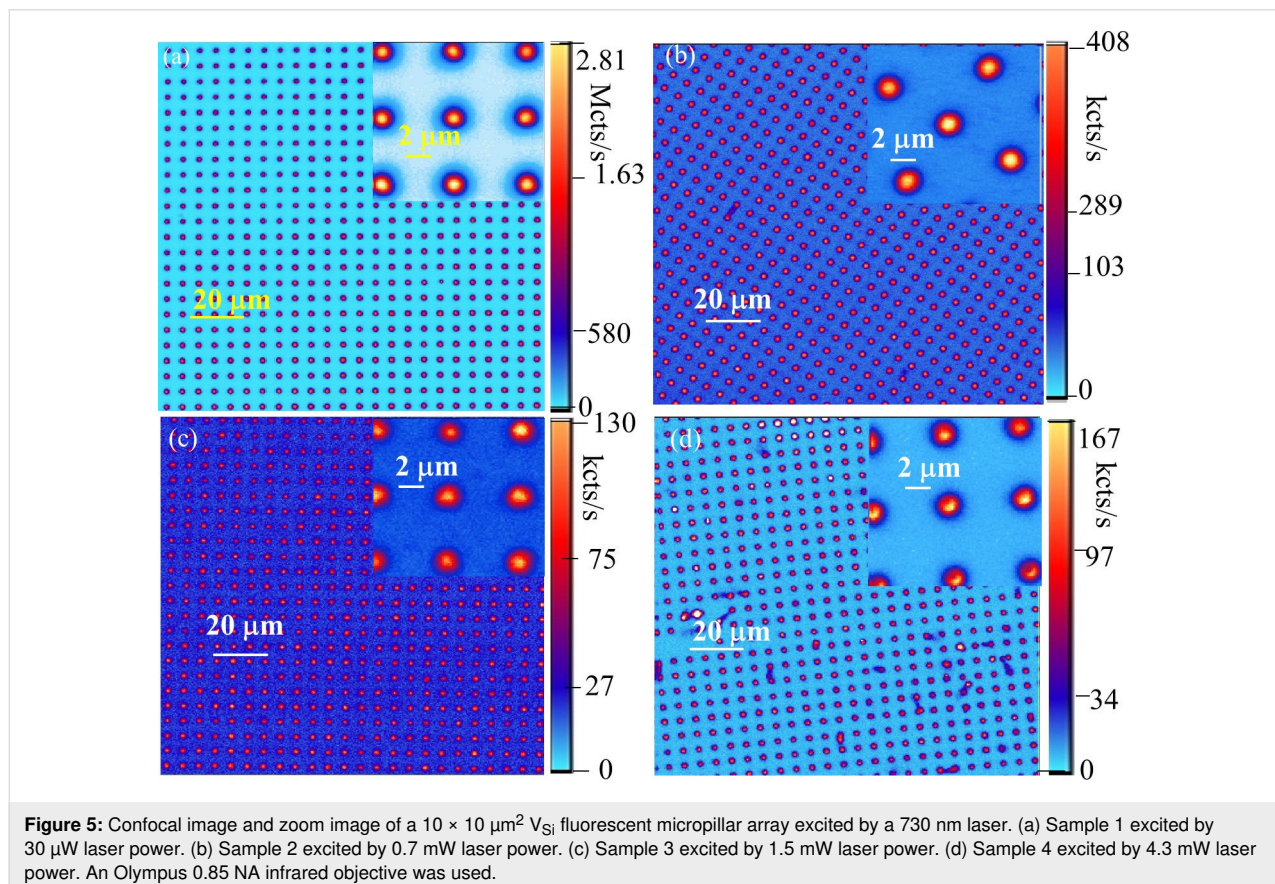 (a)
2 μm
20 μm
2.81
Mcts/s
1.63
580
0
(b)
2 μm
20 μm
408
kcts/s
289
103
0
(c)
2 μm
20 μm
130
kcts/s
75
27
0
(d)
2 μm
20 μm
167
kcts/s
97
34
0
Figure 5: Confocal image and zoom image of a 10 × 10 μm² V_Si fluorescent micropillar array excited by a 730 nm laser. (a) Sample 1 excited by
30 μW laser power. (b) Sample 2 excited by 0.7 mW laser power. (c) Sample 3 excited by 1.5 mW laser power. (d) Sample 4 excited by 4.3 mW laser
power. An Olympus 0.85 NA infrared objective was used.